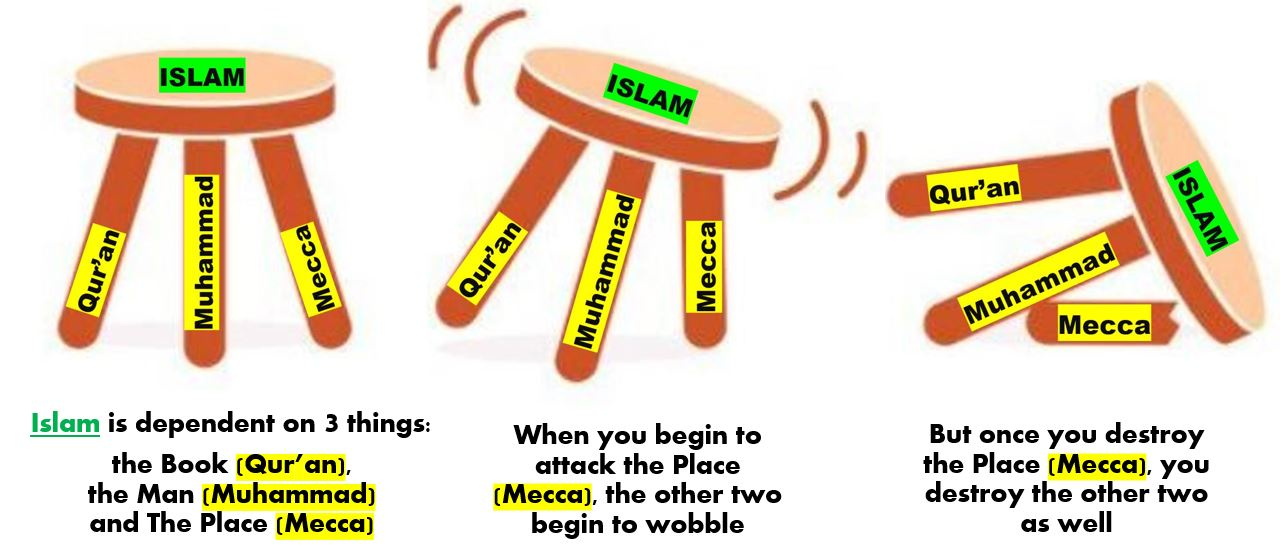 ISLAM
Qur'an
Muhammad
Mecca
Islam is dependent on 3 things:
the Book (Qur'an),
the Man (Muhammad)
and The Place (Mecca)
ISLAM
Qur'an
Muhammad
Mecca
When you begin to
attack the Place
(Mecca), the other two
begin to wobble
ISLAM
Qur'an
Muhammad
Mecca
But once you destroy
the Place (Mecca), you
destroy the other two
as well